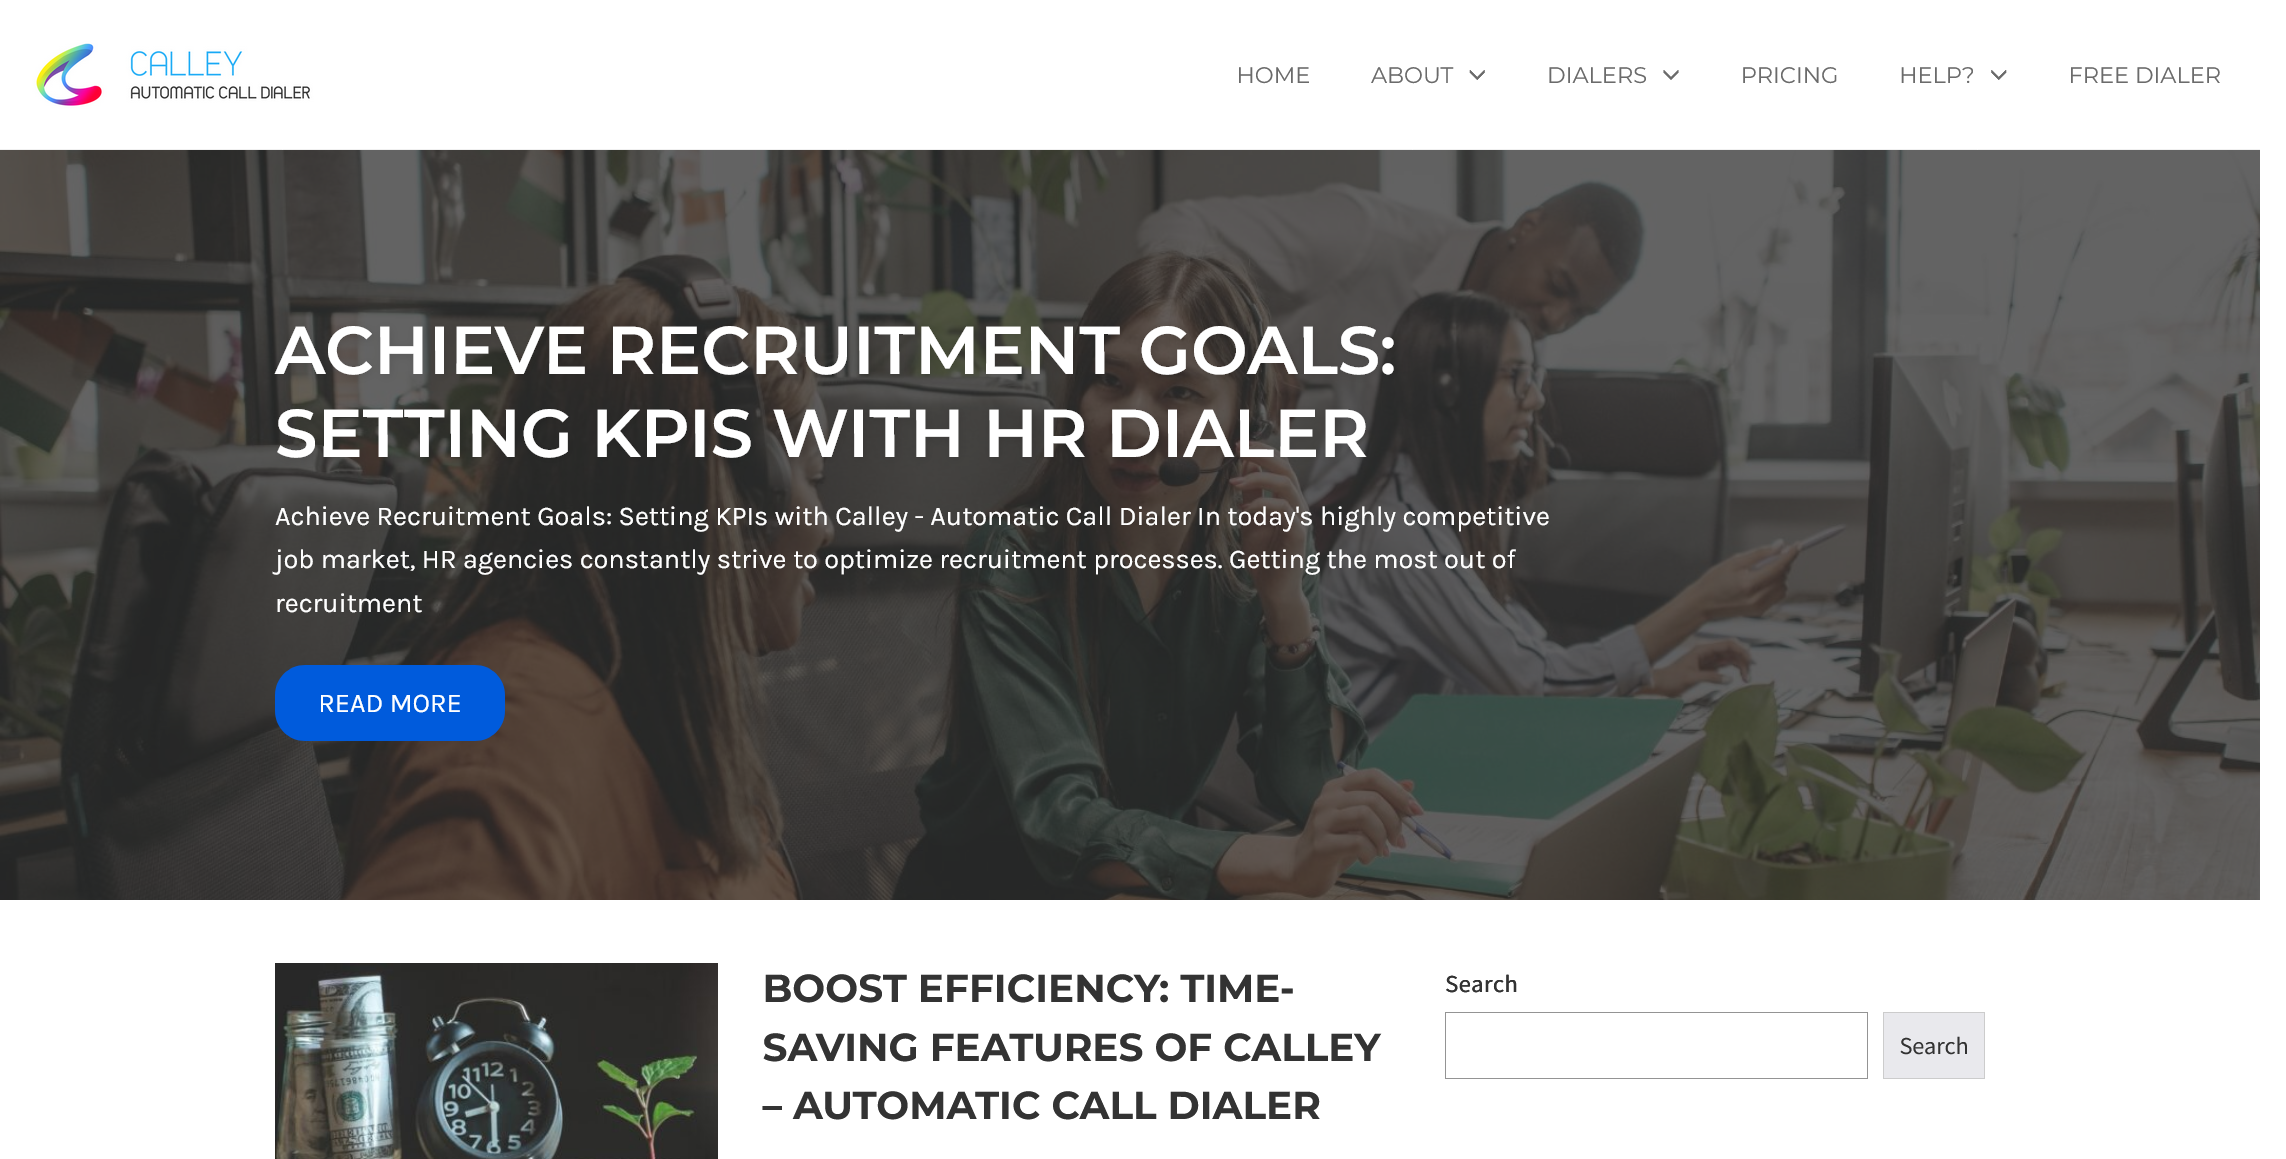 CALLEY
AUTOMATIC CALL DIALER
HOME
ABOUT
DIALERS
PRICING
HELP?
FREE DIALER
ACHIEVE RECRUITMENT GOALS:
SETTING KPIS WITH HR DIALER
Achieve Recruitment Goals: Setting KPIs with Calley - Automatic Call Dialer In today's highly competitive
job market, HR agencies constantly strive to optimize recruitment processes. Getting the most out of
recruitment
READ MORE
BOOST EFFICIENCY: TIME-
SAVING FEATURES OF CALLEY
– AUTOMATIC CALL DIALER
Search
Search